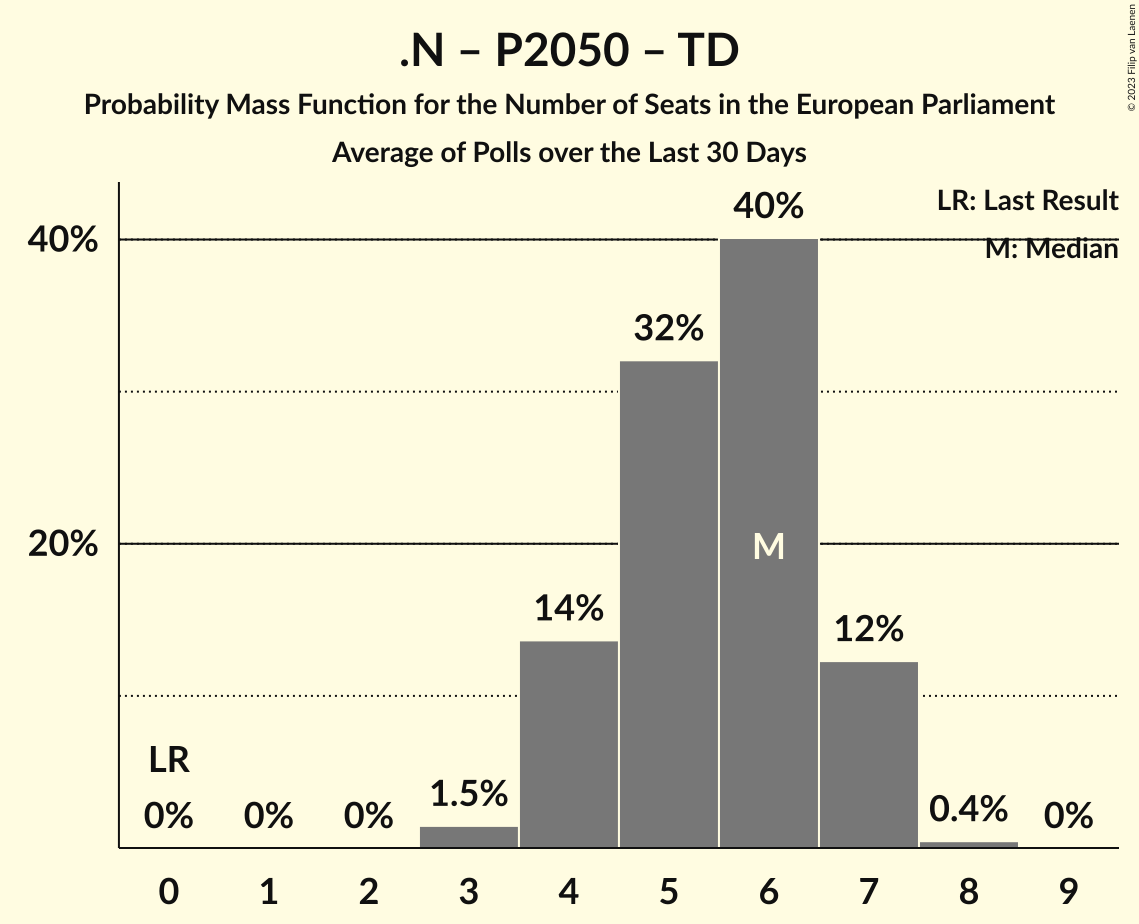 .N – P2050 – TD
Probability Mass Function for the Number of Seats in the European Parliament
Average of Polls over the Last 30 Days
© 2023 Filip van Laenen
LR: Last Result
M: Median
40%
20%
LR
0%
0%
0%
1.5%
14%
32%
40%
M
12%
0.4%
0%
0 1 2 3 4 5 6 7 8 9